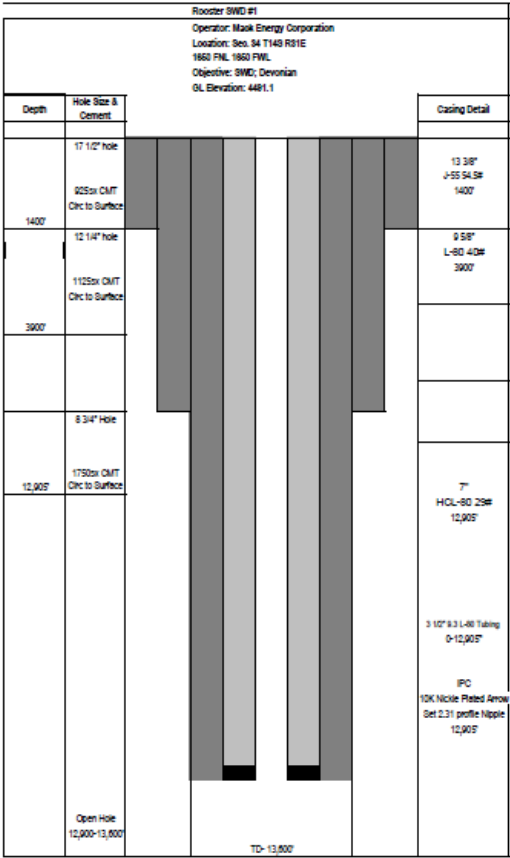 Rooster SWD #1
Operator: Mack Energy Corporation
Location: Sec. 34 T14S R31E
1650 FNL 1650 FWL
Objective: SWD; Devonian
GL Elevation: 4481.1
Depth
Hole Size &
Cement
Casing Detail
17 1/2" hole
925sx CMT
Circ to Surface
1400'
13 3/8"
J-55 54.5#
1400'
12 1/4" hole
1125sx CMT
Circ to Surface
3900'
9 5/8"
L-80 40#
3900'
8 3/4" Hole
1750sx CMT
Circ to Surface
12,905'
7"
HCL-80 29#
12,905'
3 1/2" 9.3 L-80 Tubing
0-12,905"
IPC
10K Nickle Plated Arrow
Set 2.31 profile Nipple
12,905'
Open Hole
12,900-13,600'
TD- 13,600'